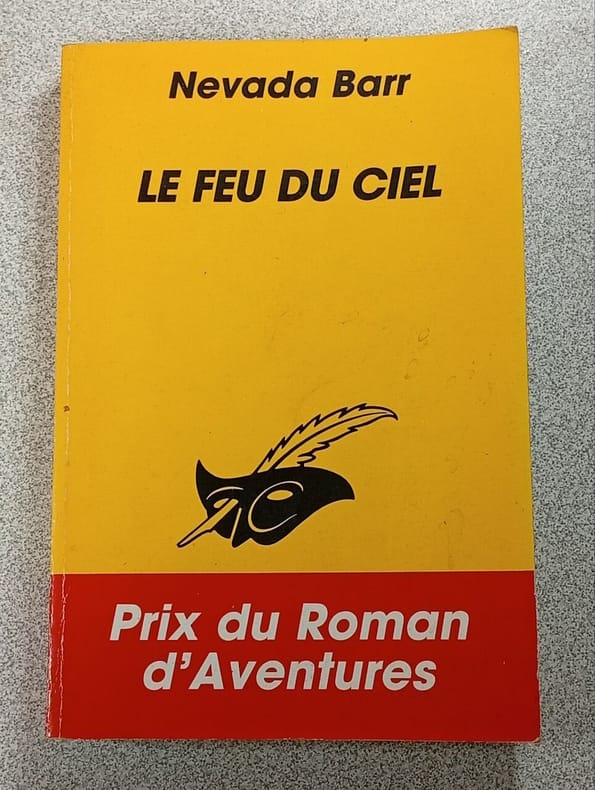 Nevada Barr
LE FEU DU CIEL
Prix du Roman
d'Aventures